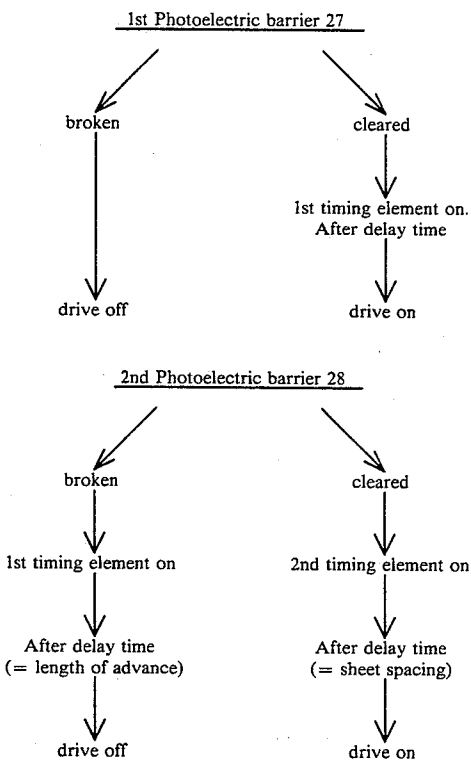 1st Photoelectric barrier 27
broken
cleared
1st timing element on.
After delay time
drive off
drive on
2nd Photoelectric barrier 28
broken
cleared
1st timing element on
2nd timing element on
After delay time
(= length of advance)
After delay time
(= sheet spacing)
drive off
drive on